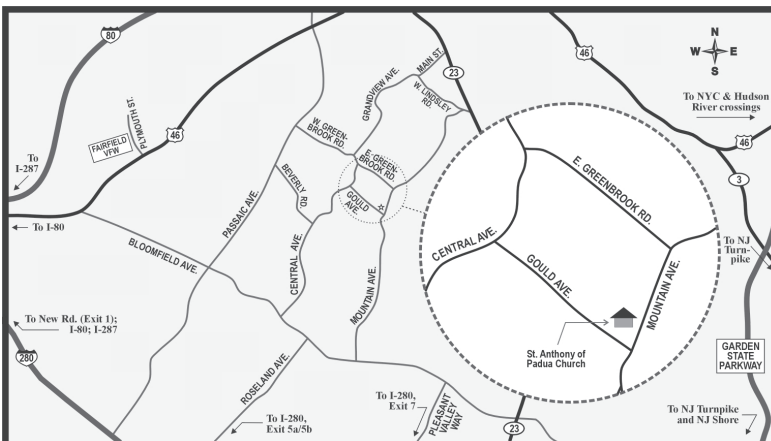 80
N
W E
S
MAIN ST.
23
46
GRANDVIEW AVE.
W. LINDSLEY
RD.
To NYC & Hudson
River crossings
PLYMOUTH ST.
46
FAIRFIELD
VFW
W. GREEN-
BROOK RD.
46
To
I-287
E. GREEN-
BROOK RD.
E. GREENBROOK RD.
3
BEVERLY RD.
GOULD
AVE.
PASSAIC AVE.
To I-80
CENTRAL AVE.
To NJ
Turn-
pike
BLOOMFIELD AVE.
CENTRAL AVE.
GOULD AVE.
MOUNTAIN AVE.
MOUNTAIN AVE.
To New Rd. (Exit 1);
I-80; I-287
St. Anthony of
Padua Church
280
GARDEN
STATE
PARKWAY
ROSELAND AVE.
To I-280,
Exit 7
To I-280,
Exit 5a/5b
PLEASANT
VALLEY
WAY
23
To NJ Turnpike
and NJ Shore